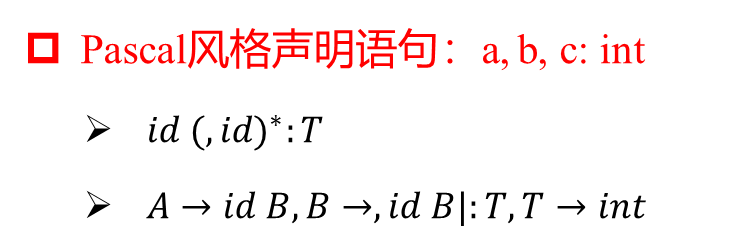 Pascal风格声明语句：a, b, c: int
id (, id)*: T
A → id B, B →, id B|: T, T → int